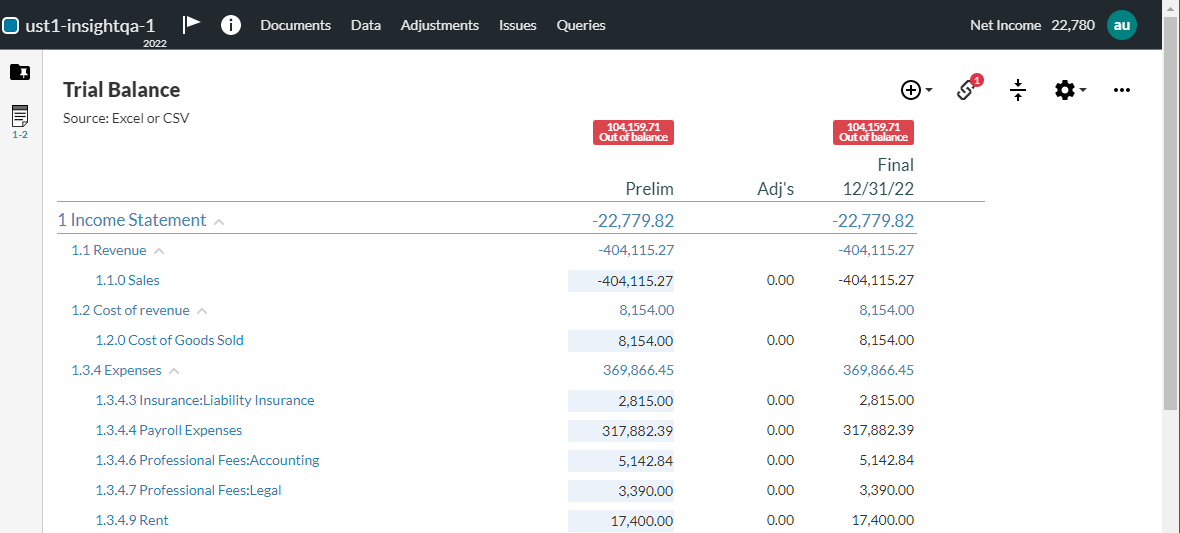 ust1-insightqa-1 Documents Data Adjustments Issues Queries Net Income 22,780 au
2022
Trial Balance 1
Source: Excel or CSV
1-2
104,159.71 104,159.71
Out of balance Out of balance
Final
Prelim Adj's 12/31/22
1 Income Statement -22,779.82 -22,779.82
1.1 Revenue -404,115.27 -404,115.27
1.1.0 Sales -404,115.27 0.00 -404,115.27
1.2 Cost of revenue 8,154.00 8,154.00
1.2.0 Cost of Goods Sold 8,154.00 0.00 8,154.00
1.3.4 Expenses 369,866.45 369,866.45
1.3.4.3 Insurance:Liability Insurance 2,815.00 0.00 2,815.00
1.3.4.4 Payroll Expenses 317,882.39 0.00 317,882.39
1.3.4.6 Professional Fees:Accounting 5,142.84 0.00 5,142.84
1.3.4.7 Professional Fees:Legal 3,390.00 0.00 3,390.00
1.3.4.9 Rent 17,400.00 0.00 17,400.00